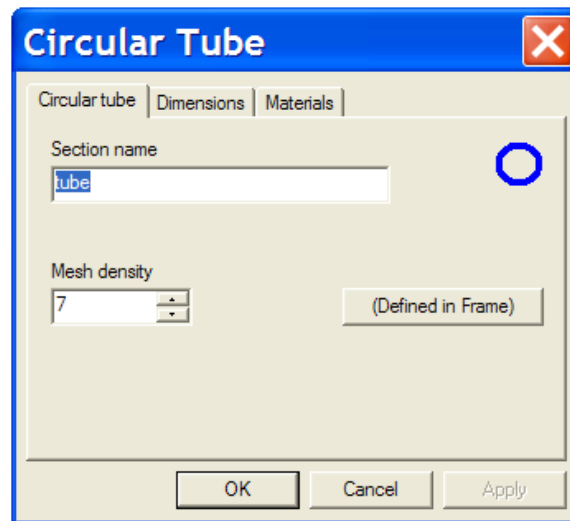 Circular Tube
Circular tube Dimensions Materials
Section name
tube
Mesh density
7
(Defined in Frame)
OK Cancel Apply